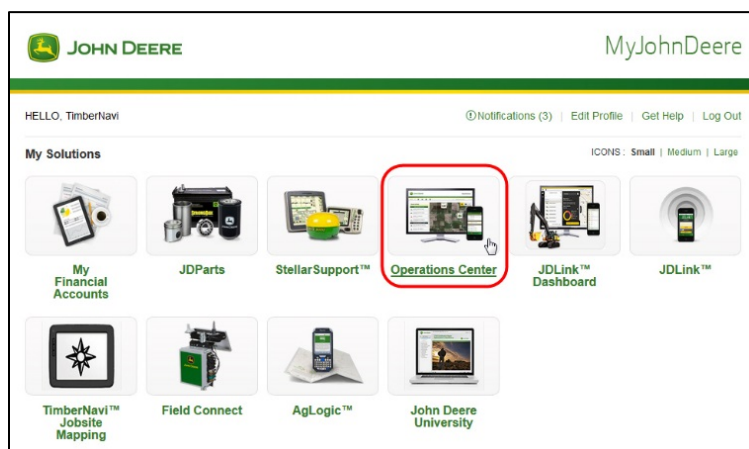 JOHN DEERE
MyJohnDeere
HELLO, TimberNavi
Notifications (3) | Edit Profile | Get Help | Log Out
My Solutions
ICONS: Small | Medium | Large
My
Financial
Accounts
JDParts
StellarSupport™
Operations Center
JDLink™
Dashboard
JDLink™
TimberNavi™
Jobsite
Mapping
Field Connect
AgLogic™
John Deere
University